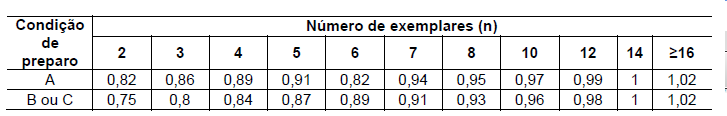 Condição de preparo | Número de exemplares (n)
2 | 3 | 4 | 5 | 6 | 7 | 8 | 10 | 12 | 14 | ≥16
A | 0,82 | 0,86 | 0,89 | 0,91 | 0,82 | 0,94 | 0,95 | 0,97 | 0,99 | 1 | 1,02
B ou C | 0,75 | 0,8 | 0,84 | 0,87 | 0,89 | 0,91 | 0,93 | 0,96 | 0,98 | 1 | 1,02